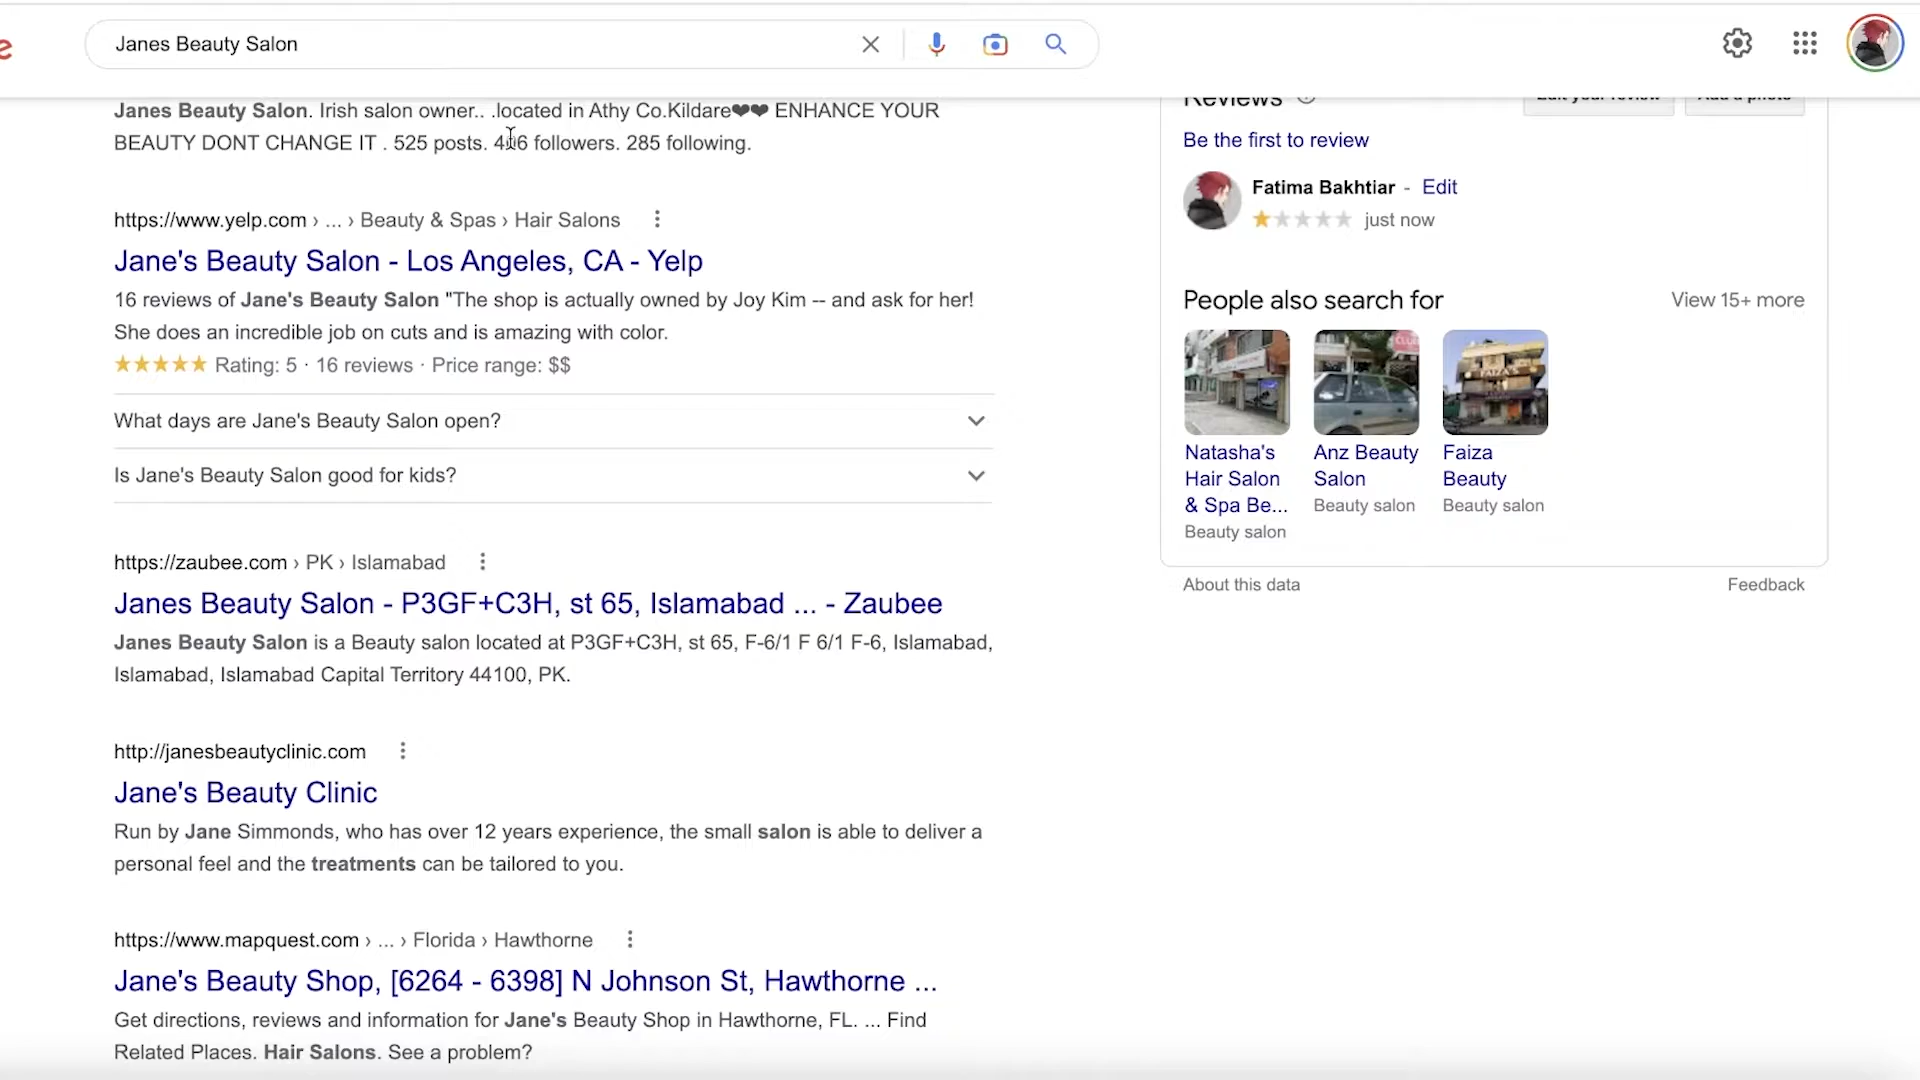 Janes Beauty Salon
Janes Beauty Salon. Irish salon owner.. .located in Athy Co.Kildare❤❤ ENHANCE YOUR
BEAUTY DONT CHANGE IT . 525 posts. followers. 285 following.
https://www.yelp.com › ... › Beauty & Spas › Hair Salons
Jane's Beauty Salon - Los Angeles, CA - Yelp
16 reviews of Jane's Beauty Salon "The shop is actually owned by Joy Kim -- and ask for her!
She does an incredible job on cuts and is amazing with color.
Rating: 5 · 16 reviews · Price range: $$
What days are Jane's Beauty Salon open?
Is Jane's Beauty Salon good for kids?
https://zaubee.com › PK › Islamabad
Janes Beauty Salon - P3GF+C3H, st 65, Islamabad ... - Zaubee
Janes Beauty Salon is a Beauty salon located at P3GF+C3H, st 65, F-6/1 F 6/1 F-6, Islamabad,
Islamabad, Islamabad Capital Territory 44100, PK.
http://janesbeautyclinic.com
Jane's Beauty Clinic
Run by Jane Simmonds, who has over 12 years experience, the small salon is able to deliver a
personal feel and the treatments can be tailored to you.
https://www.mapquest.com › ... › Florida › Hawthorne
Jane's Beauty Shop, [6264 - 6398] N Johnson St, Hawthorne ...
Get directions, reviews and information for Jane's Beauty Shop in Hawthorne, FL. ... Find
Related Places. Hair Salons. See a problem?
Reviews
Edit your review
Add a photo
Be the first to review
Fatima Bakhtiar - Edit
just now
People also search for
View 15+ more
Natasha's
Hair Salon
& Spa Be...
Beauty salon
Anz Beauty
Salon
Beauty salon
Faiza
Beauty
Beauty salon
About this data
Feedback